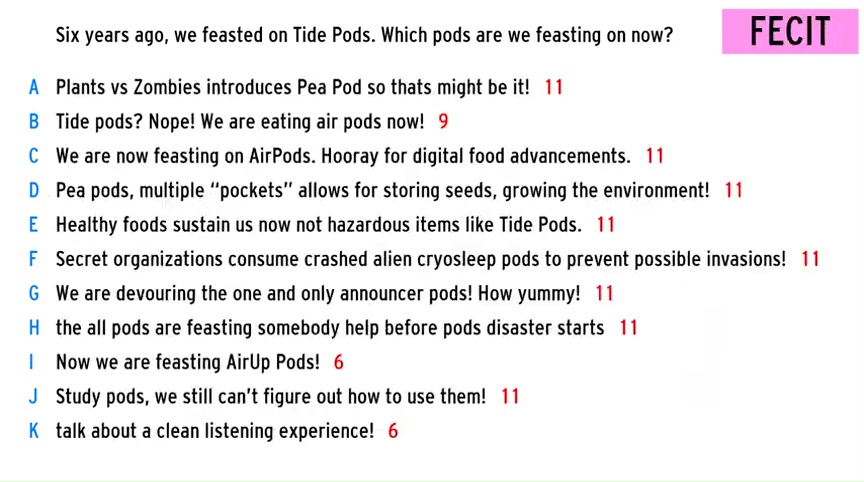 Six years ago, we feasted on Tide Pods. Which pods are we feasting on now?
FECIT
A Plants vs Zombies introduces Pea Pod so thats might be it! 11
B Tide pods? Nope! We are eating air pods now! 9
C We are now feasting on AirPods. Hooray for digital food advancements. 11
D Pea pods, multiple “pockets” allows for storing seeds, growing the environment! 11
E Healthy foods sustain us now not hazardous items like Tide Pods. 11
F Secret organizations consume crashed alien cryosleep pods to prevent possible invasions! 11
G We are devouring the one and only announcer pods! How yummy! 11
H the all pods are feasting somebody help before pods disaster starts 11
I Now we are feasting AirUp Pods! 6
J Study pods, we still can't figure out how to use them! 11
K talk about a clean listening experience! 6